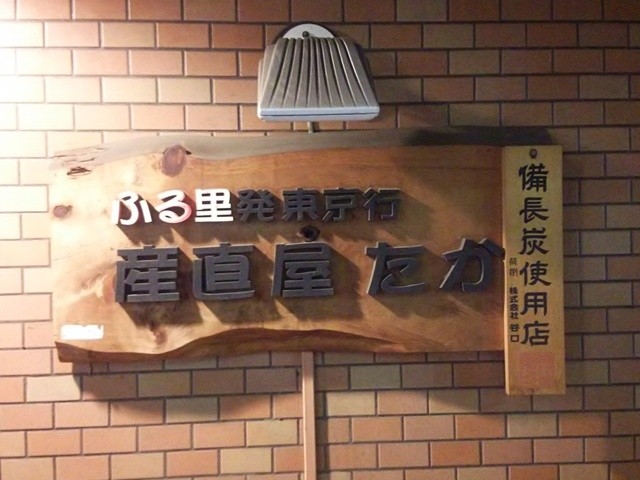 ふる里発東京行
産直屋たか
備長炭使用店
株式会社 谷口